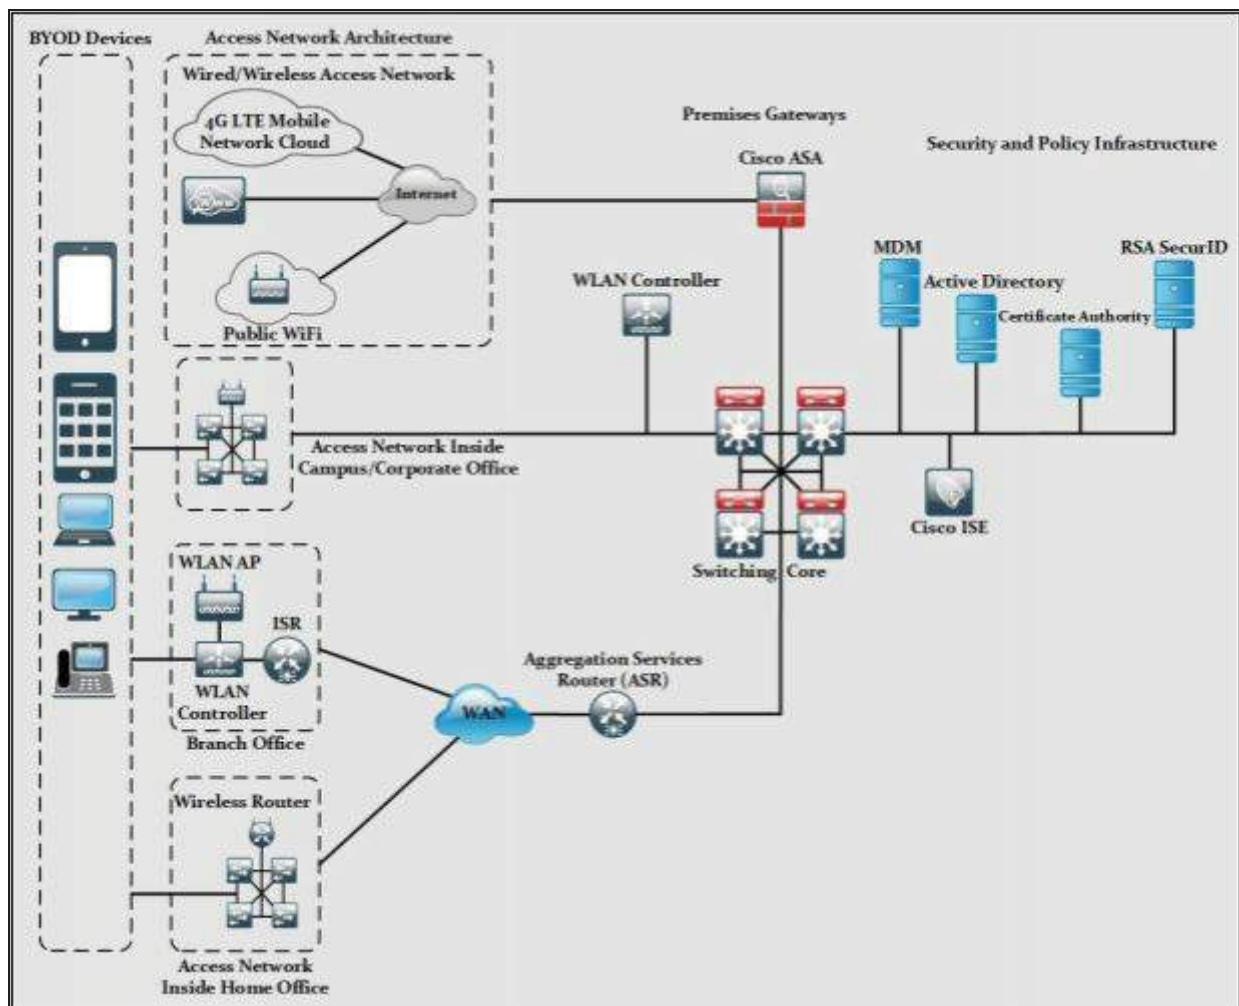 BYOD Devices
Access Network Architecture
Wired/Wireless Access Network
4G LTE Mobile
Network Cloud
Internet
Public WiFi
Premises Gateways
Cisco ASA
Security and Policy Infrastructure
WLAN Controller
MDM
Active Directory
Certificate Authority
RSA SecurID
Cisco ISE
Access Network Inside
Campus/Corporate Office
Switching Core
WLAN AP
ISR
WLAN
Controller
Branch Office
Aggregation Services
Router (ASR)
WAN
Wireless Router
Access Network
Inside Home Office